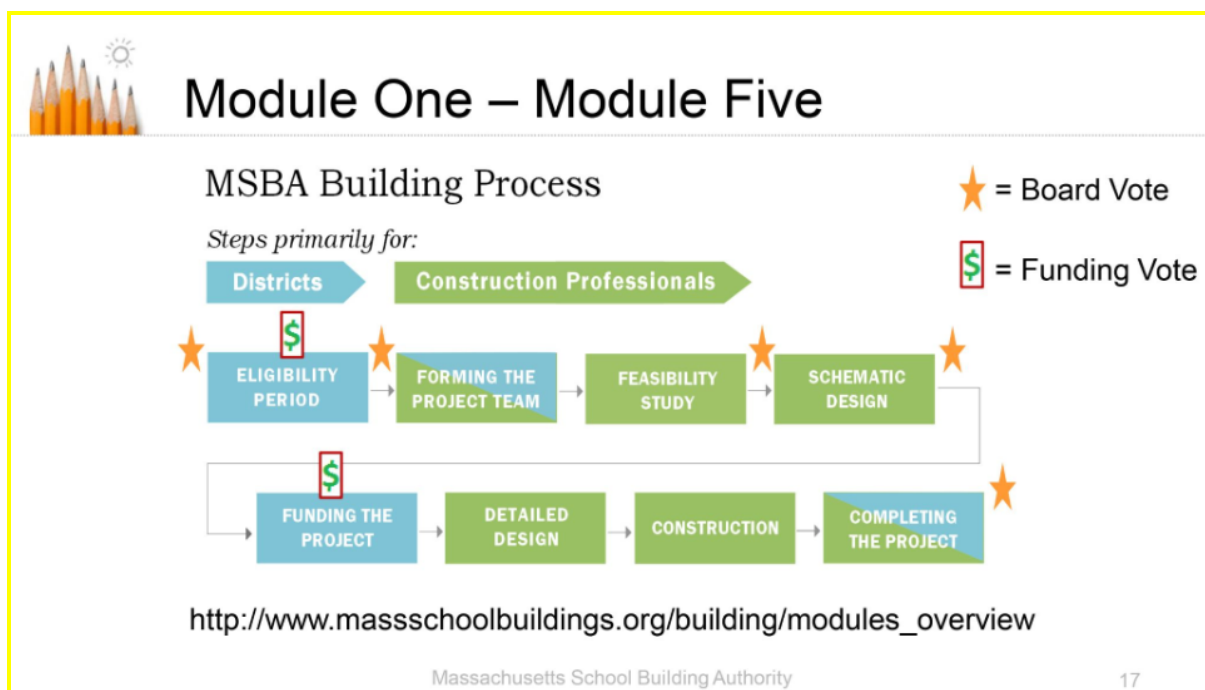 Module One – Module Five
MSBA Building Process
= Board Vote
Steps primarily for:
$ = Funding Vote
Districts
Construction Professionals
$
ELIGIBILITY
PERIOD
FORMING THE
PROJECT TEAM
FEASIBILITY
STUDY
SCHEMATIC
DESIGN
$
FUNDING THE
PROJECT
DETAILED
DESIGN
CONSTRUCTION
COMPLETING
THE PROJECT
http://www.massschoolbuildings.org/building/modules_overview
Massachusetts School Building Authority
17